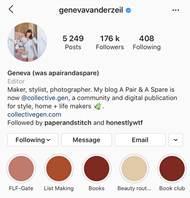 genevavanderzeil
5 249 176 k 408
Posts Followers Following
Geneva (was apairandaspare)
Editor
Maker, stylist, photographer. My blog A Pair & A Spare is
now @collective.gen, a community and digital publication
for style, home + life makers 🌿.
collectivegen.com
Followed by paperandstitch and honestlywtf
Following Message Email
FLF-Gate List Making Books Beauty rout... Book club